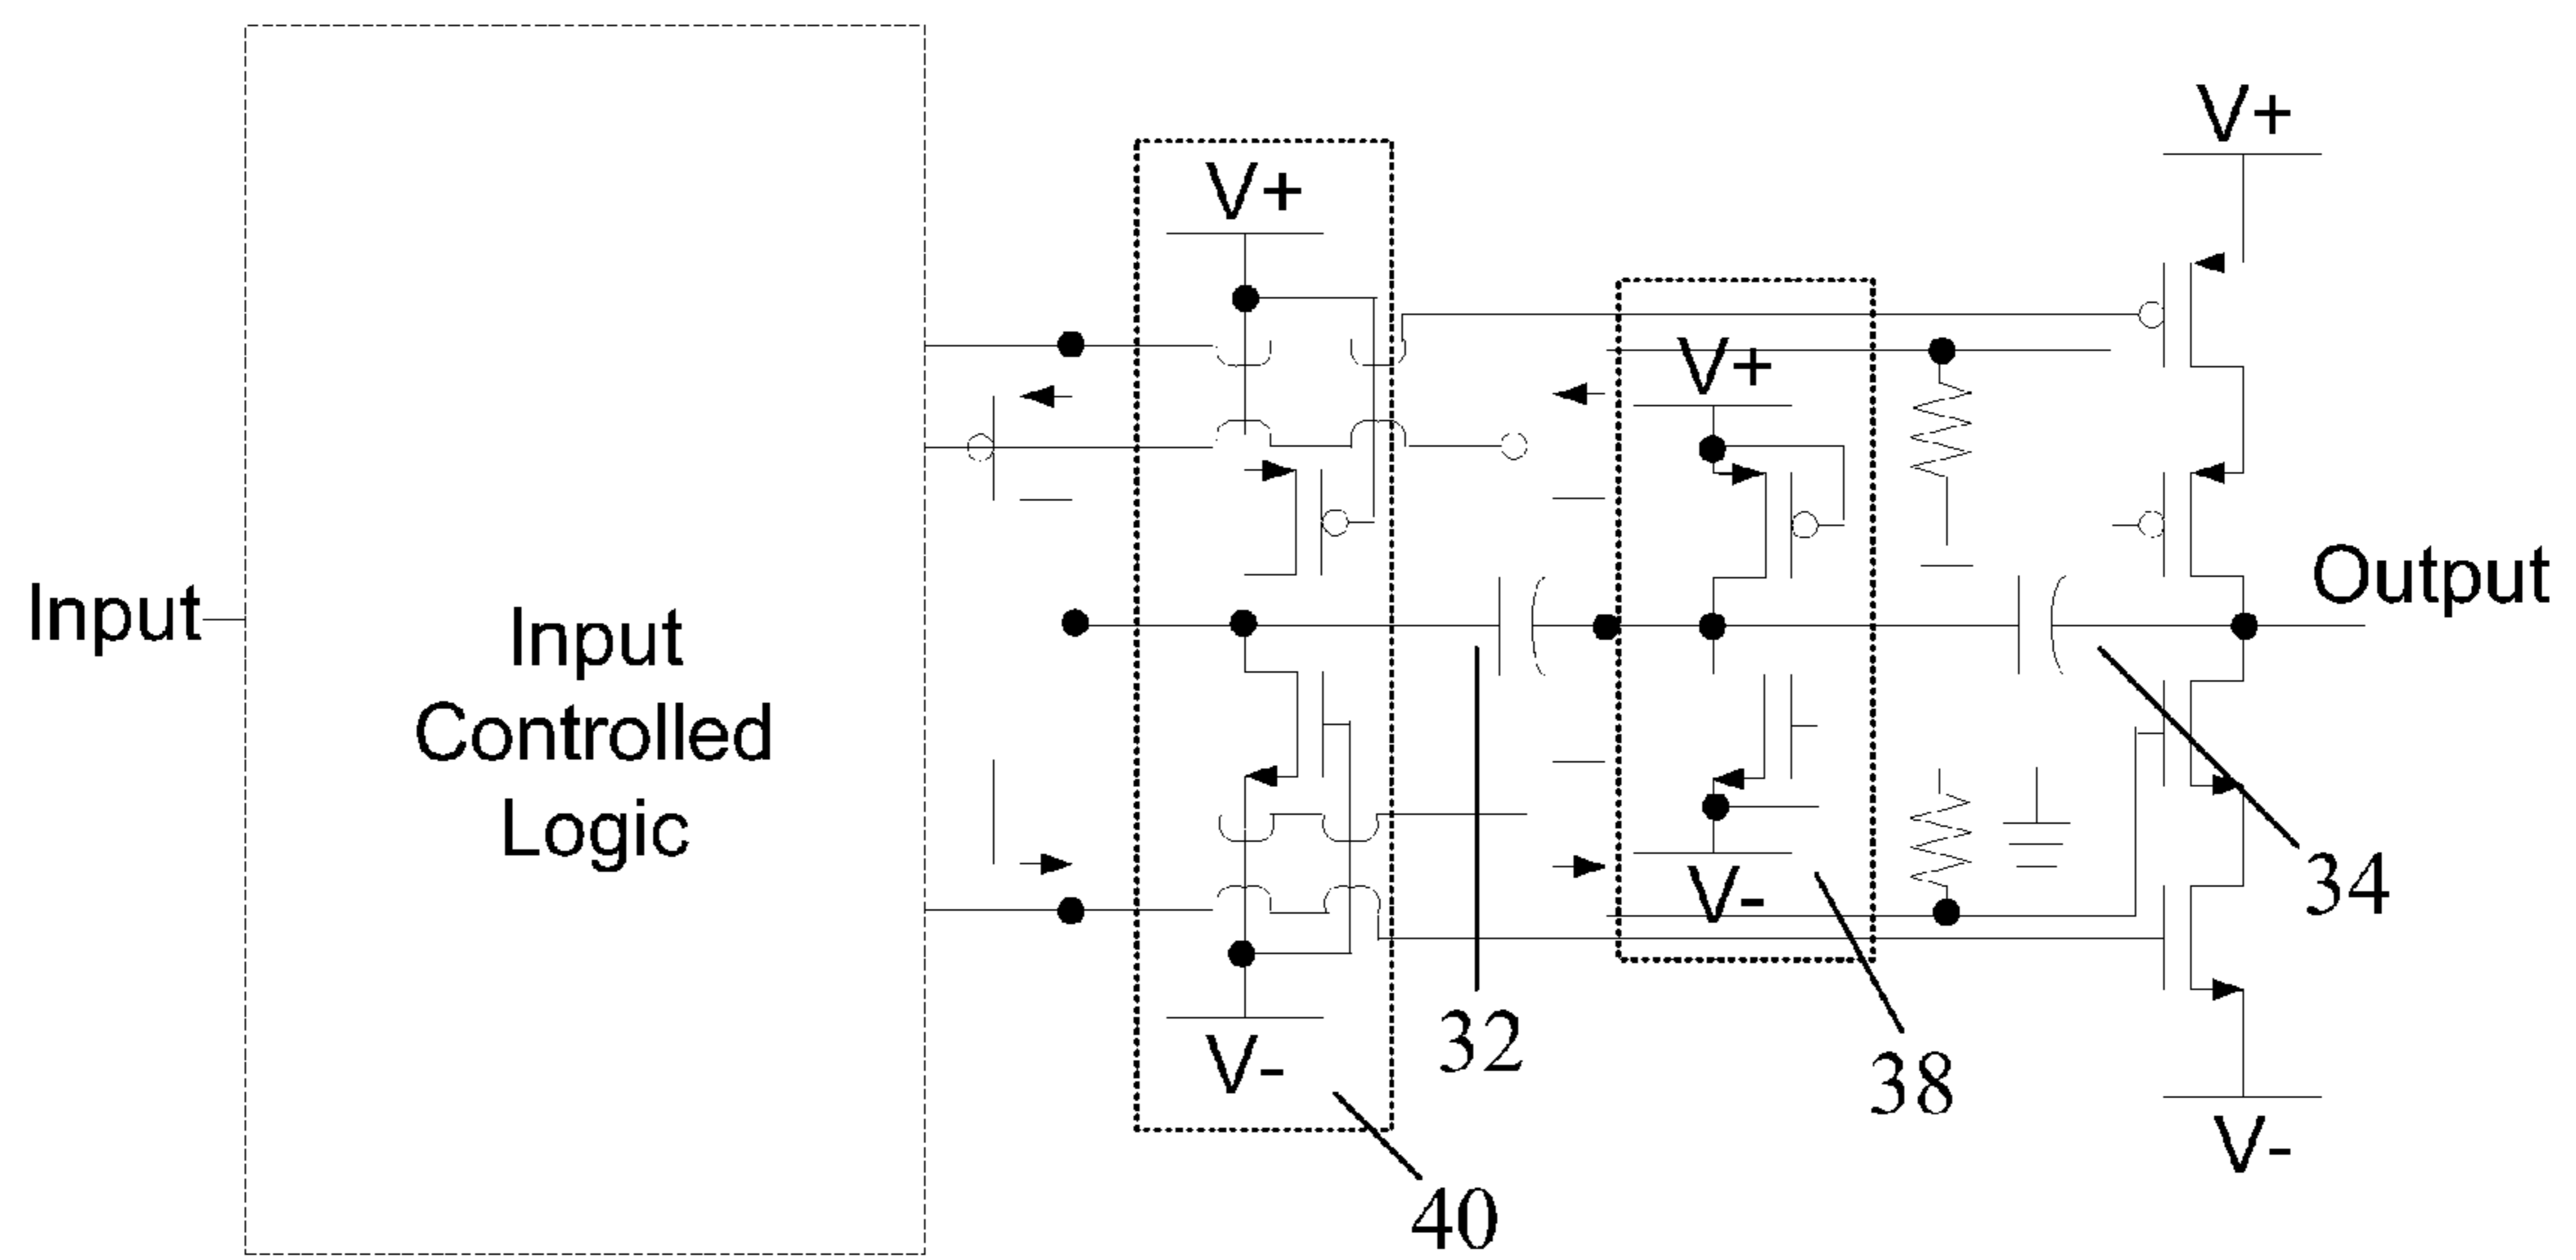 V+
V+
V+
Input
Input
Controlled
Logic
Output
V-
34
32
38
V-
V-
40